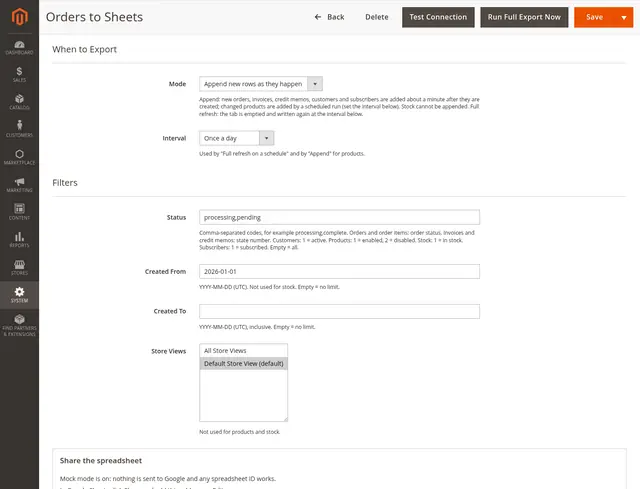 Orders to Sheets
Back
Delete
Test Connection
Run Full Export Now
Save
DASHBOARD
SALES
CATALOG
CUSTOMERS
MARKETPLACE
MARKETING
CONTENT
REPORTS
STORES
SYSTEM
FIND PARTNERS
& EXTENSIONS
When to Export
Mode
Append new rows as they happen
Append: new orders, invoices, credit memos, customers and subscribers are added about a minute after they are
created; changed products are added by a scheduled run (set the interval below). Stock cannot be appended. Full
refresh: the tab is emptied and written again at the interval below.
Interval
Once a day
Used by "Full refresh on a schedule" and by "Append" for products.
Filters
Status
processing,pending
Comma-separated codes, for example processing,complete. Orders and order items: order status. Invoices and
credit memos: state number. Customers: 1 = active. Products: 1 = enabled, 2 = disabled. Stock: 1 = in stock.
Subscribers: 1 = subscribed. Empty = all.
Created From
2026-01-01
YYYY-MM-DD (UTC). Not used for stock. Empty = no limit.
Created To
YYYY-MM-DD (UTC), inclusive. Empty = no limit.
Store Views
All Store Views
Default Store View (default)
Not used for products and stock.
Share the spreadsheet
Mock mode is on: nothing is sent to Google and any spreadsheet ID works.